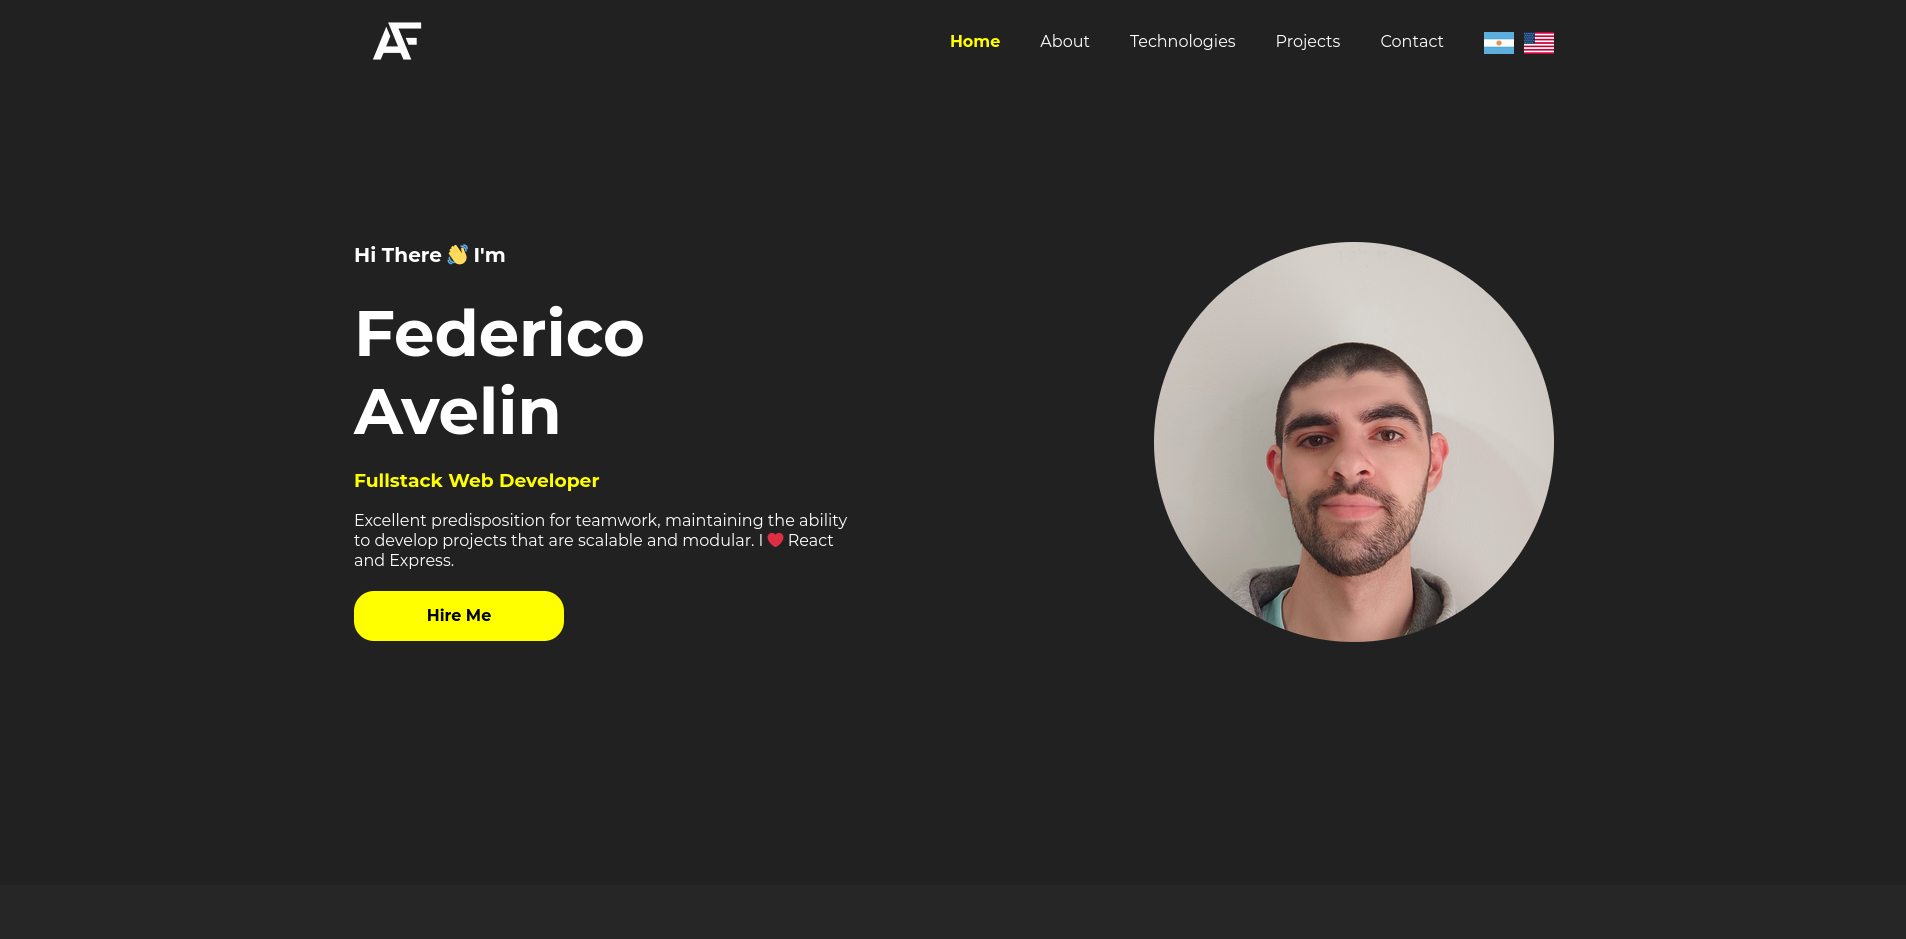 AF
Home About Technologies Projects Contact
Hi There 👋 I'm
Federico
Avelin
Fullstack Web Developer
Excellent predisposition for teamwork, maintaining the ability
to develop projects that are scalable and modular. I ❤️ React
and Express.
Hire Me